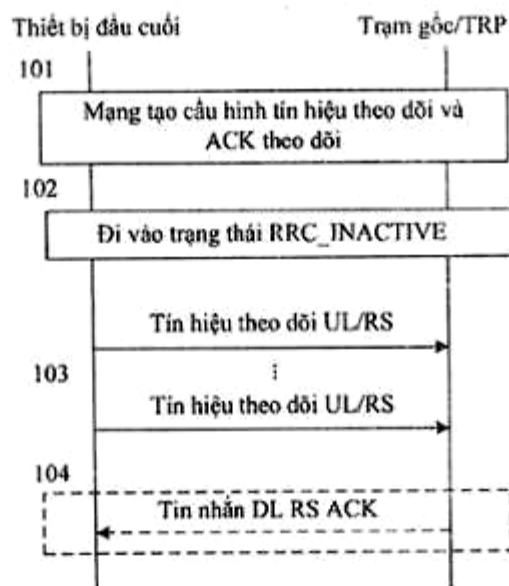 Thiết bị đầu cuối
Trạm gốc/TRP
101
Mạng tạo cấu hình tín hiệu theo dõi và
ACK theo dõi
102
Đi vào trạng thái RRC_INACTIVE
Tín hiệu theo dõi UL/RS
103
Tín hiệu theo dõi UL/RS
104
Tin nhắn DL RS ACK